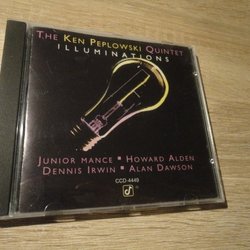 The Ken Peplowski Quintet
ILLUMINATIONS
Junior Mance ▪ Howard Alden
Dennis Irwin ▪ Alan Dawson
CCD-4449